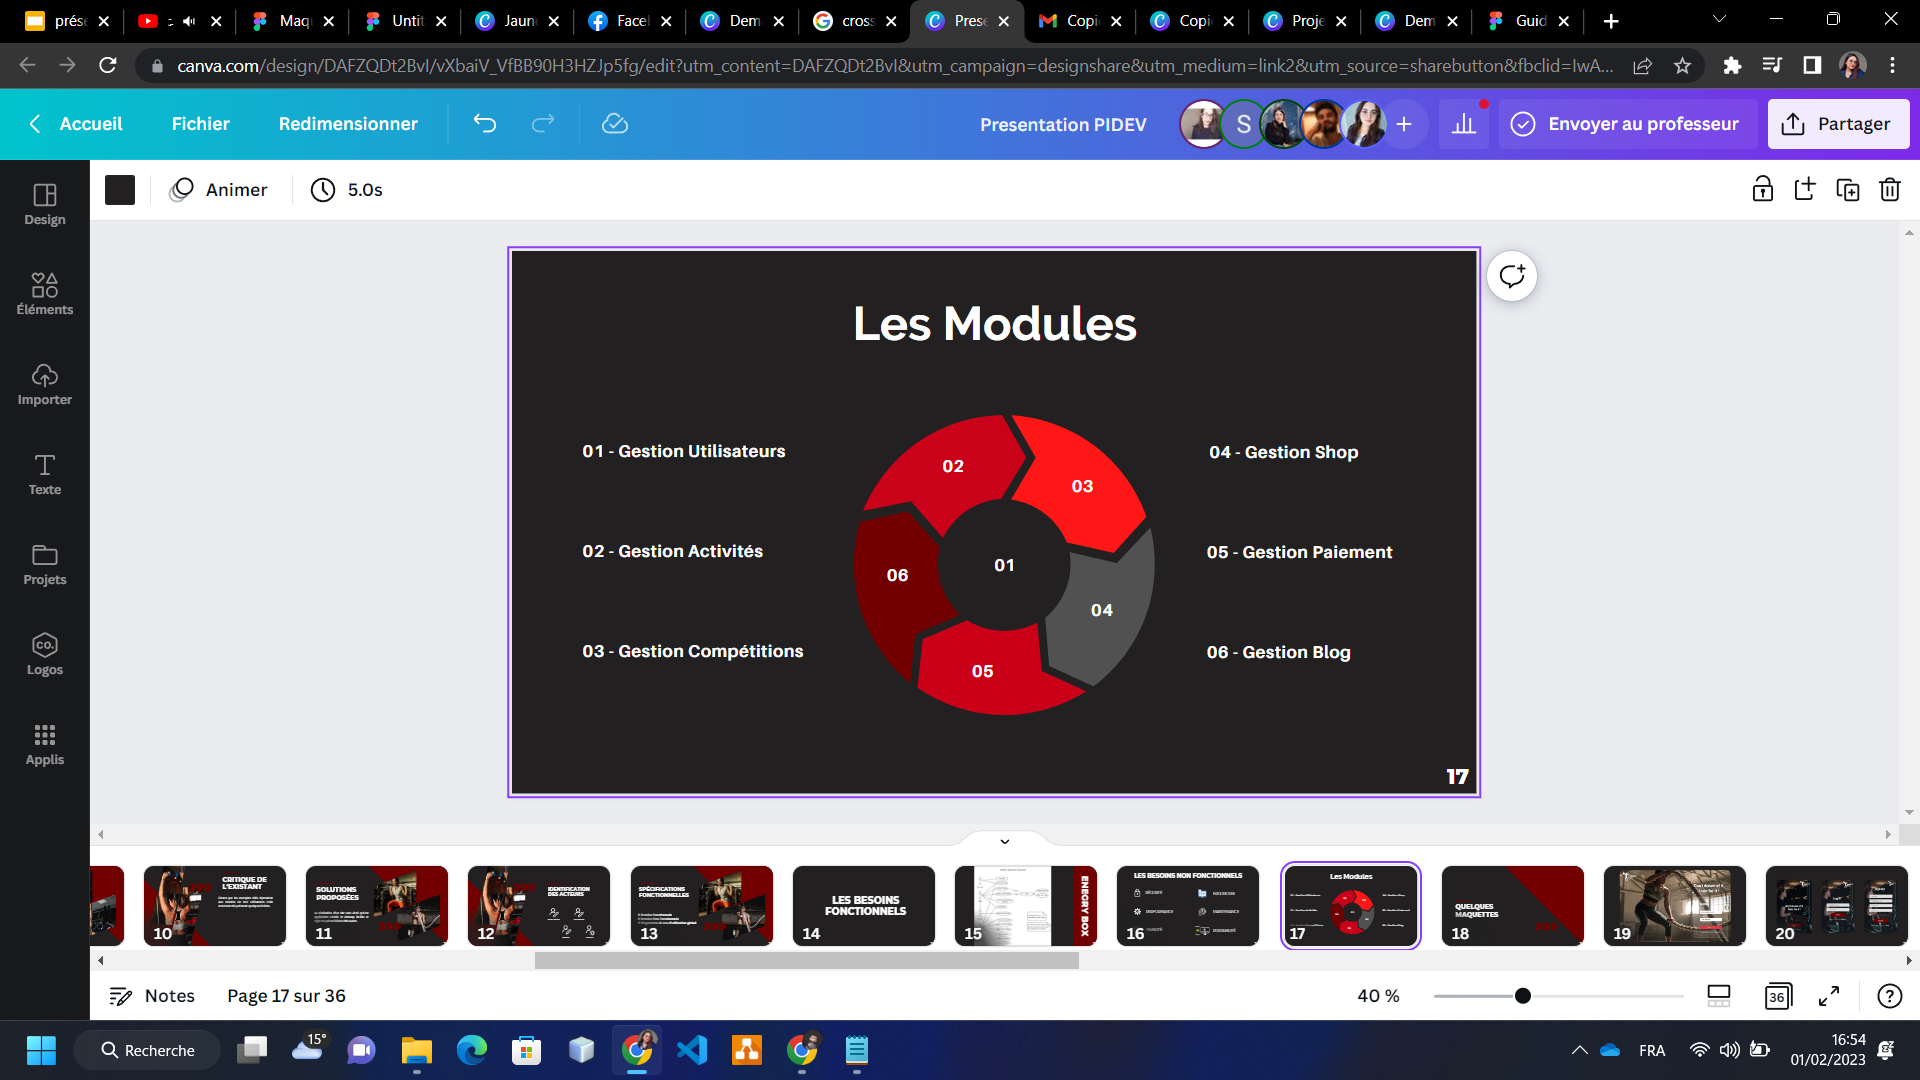 prése
Maq
Untit
Jaun
Facel
Dem
cross
Prese
Copi
Copi
Proje
Dem
Guid
canva.com/design/DAFZQDt2BvI/vXbaiV_VfBB90H3HZJp5fg/edit?utm_content=DAFZQDt2BvI&utm_campaign=designshare&utm_medium=link2&utm_source=sharebutton&fbclid=IwA...
Accueil
Fichier
Redimensionner
Presentation PIDEV
S
Envoyer au professeur
Partager
Animer
5.0s
Design
Éléments
Importer
Texte
Projets
CO.
Logos
Applis
Les Modules
01 - Gestion Utilisateurs
02 - Gestion Activités
03 - Gestion Compétitions
02
03
06
01
04
05
04 - Gestion Shop
05 - Gestion Paiement
06 - Gestion Blog
17
CRITIQUE DE
L'EXISTANT
10
SOLUTIONS
PROPOSÉES
11
IDENTIFICATION
DES ACTEURS
12
SPÉCIFICATIONS
FONCTIONNELLES
13
LES BESOINS
FONCTIONNELS
14
ENERGY BOX
15
LES BESOINS NON FONCTIONNELS
16
Les Modules
17
QUELQUES
MAQUETTES
18
19
20
Notes
Page 17 sur 36
40 %
36
15°
Recherche
FRA
16:54
01/02/2023